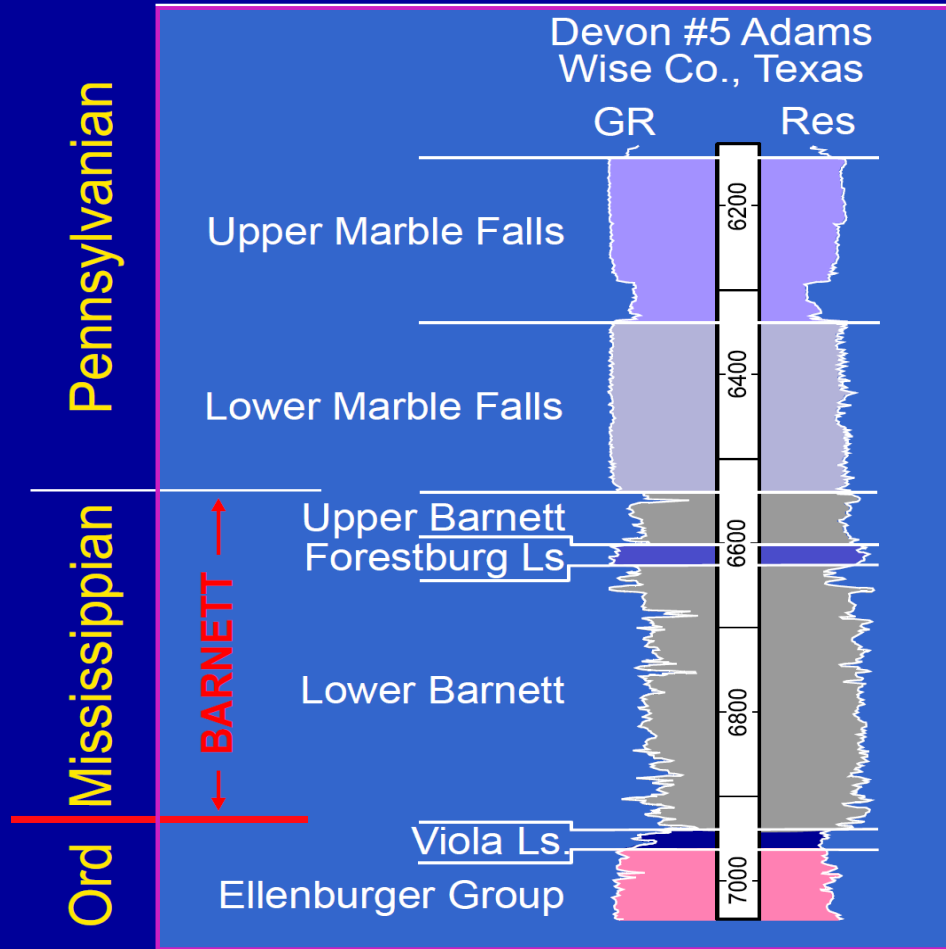 Devon #5 Adams
Wise Co., Texas
GR
Res
Pennsylvanian
Upper Marble Falls
6200
Lower Marble Falls
6400
Mississippian
BARNETT
Upper Barnett
Forestburg Ls
6600
Lower Barnett
6800
Ord
Viola Ls.
Ellenburger Group
7000